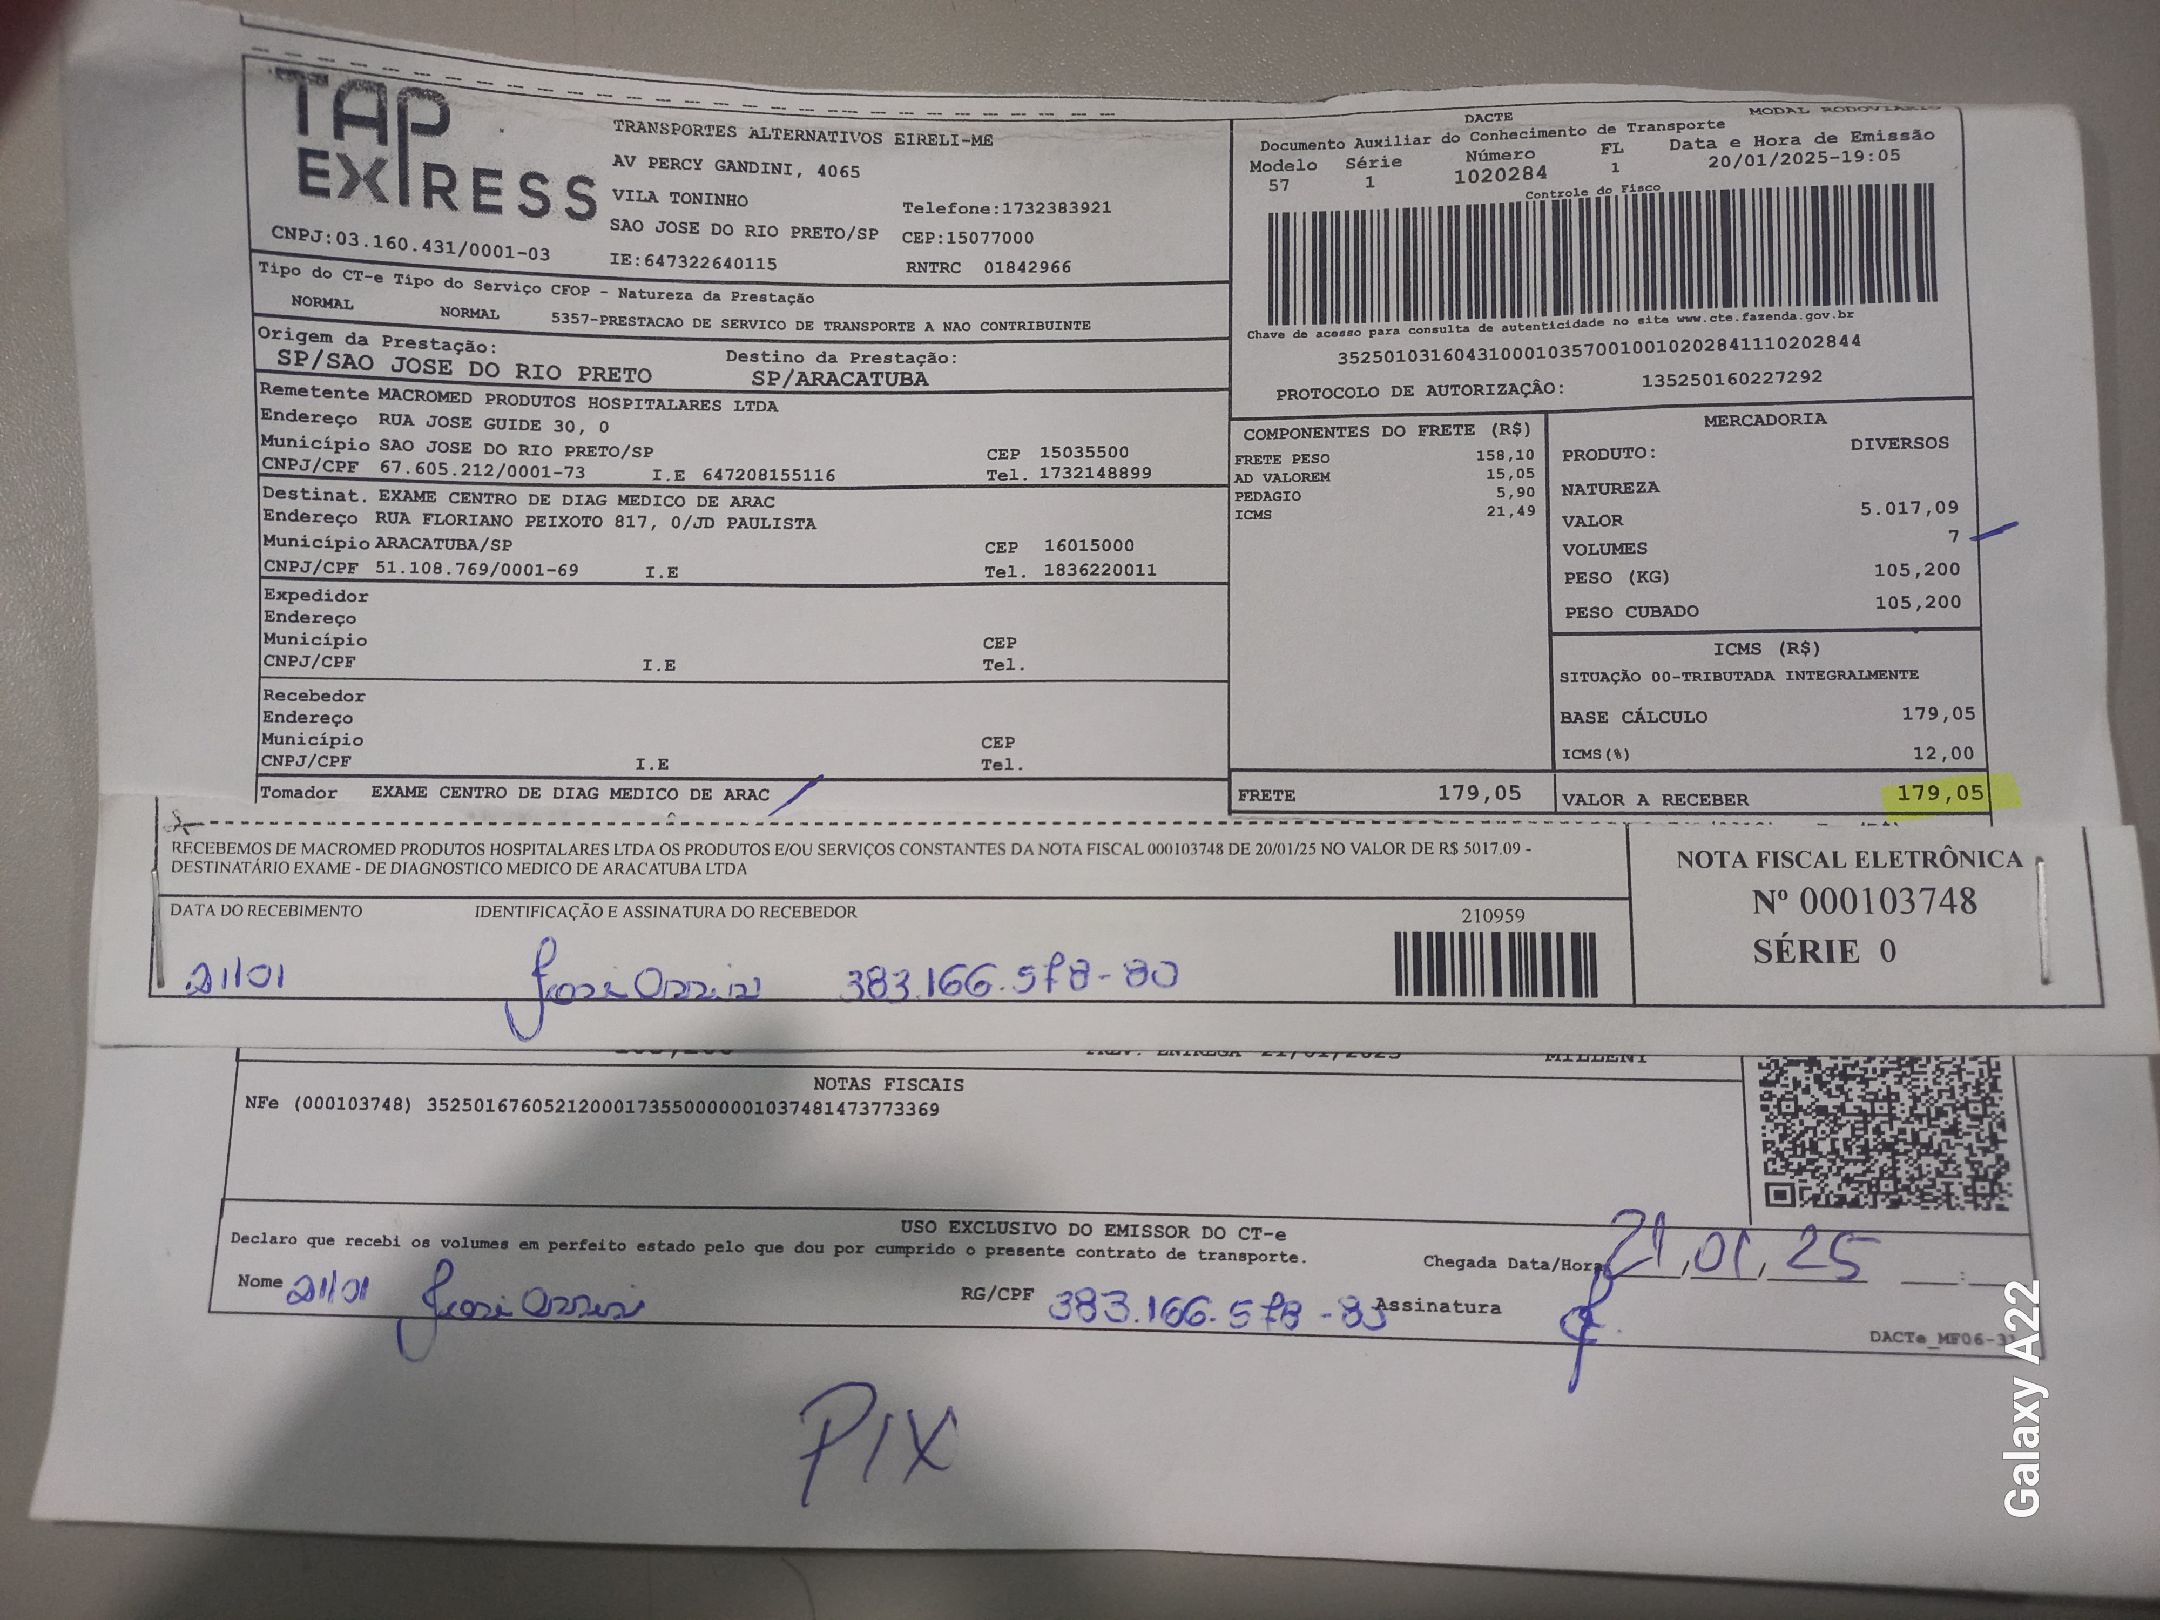 TAP EXPRESS
TRANSPORTES ALTERNATIVOS EIRELI-ME
AV PERCY GANDINI, 4065
VILA TONINHO
Telefone:1732383921
SAO JOSE DO RIO PRETO/SP CEP:15077000
CNPJ:03.160.431/0001-03
IE:647322640115 RNTRC 01842966
Tipo do CT-e Tipo do Serviço CFOP - Natureza da Prestação
NORMAL NORMAL 5357-PRESTACAO DE SERVICO DE TRANSPORTE A NAO CONTRIBUINTE
Origem da Prestação: Destino da Prestação:
SP/SAO JOSE DO RIO PRETO SP/ARACATUBA
Remetente MACROMED PRODUTOS HOSPITALARES LTDA
Endereço RUA JOSE GUIDE 30, 0
Município SAO JOSE DO RIO PRETO/SP CEP 15035500
CNPJ/CPF 67.605.212/0001-73 I.E 647208155116 Tel. 1732148899
Destinat. EXAME CENTRO DE DIAG MEDICO DE ARAC
Endereço RUA FLORIANO PEIXOTO 817, 0/JD PAULISTA
Município ARACATUBA/SP CEP 16015000
CNPJ/CPF 51.108.769/0001-69 I.E Tel. 1836220011
Expedidor
Endereço
Município CEP
CNPJ/CPF I.E Tel.
Recebedor
Endereço
Município CEP
CNPJ/CPF I.E Tel.
Tomador EXAME CENTRO DE DIAG MEDICO DE ARAC
DACTE MODAL RODOVIARIO
Documento Auxiliar do Conhecimento de Transporte
Modelo Série Número FL Data e Hora de Emissão
57 1 1020284 1 20/01/2025-19:05
Controle do Fisco
Chave de acesso para consulta de autenticidade no site www.cte.fazenda.gov.br
35250103160431000103570010010202841110202844
PROTOCOLO DE AUTORIZAÇÃO: 135250160227292
COMPONENTES DO FRETE (R$)
FRETE PESO 158,10
AD VALOREM 15,05
PEDAGIO 5,90
ICMS 21,49
MERCADORIA
PRODUTO: DIVERSOS
NATUREZA
VALOR 5.017,09
VOLUMES 7
PESO (KG) 105,200
PESO CUBADO 105,200
ICMS (R$)
SITUAÇÃO 00-TRIBUTADA INTEGRALMENTE
BASE CÁLCULO 179,05
ICMS(%) 12,00
FRETE 179,05 VALOR A RECEBER 179,05
RECEBEMOS DE MACROMED PRODUTOS HOSPITALARES LTDA OS PRODUTOS E/OU SERVIÇOS CONSTANTES DA NOTA FISCAL 000103748 DE 20/01/25 NO VALOR DE R$ 5017.09 -
DESTINATÁRIO EXAME - DE DIAGNOSTICO MEDICO DE ARACATUBA LTDA
DATA DO RECEBIMENTO IDENTIFICAÇÃO E ASSINATURA DO RECEBEDOR
21/01 383.166.578-80
210959
NOTA FISCAL ELETRÔNICA
Nº 000103748
SÉRIE 0
PREV. ENTREGA 21/01/2025
NOTAS FISCAIS
NFe (000103748) 35250167605212000173550000001037481473773369
USO EXCLUSIVO DO EMISSOR DO CT-e
Declaro que recebi os volumes em perfeito estado pelo que dou por cumprido o presente contrato de transporte.
Chegada Data/Hora 21,01,25
Nome 21/01 RG/CPF 383.166.578-80 Assinatura
PIX
Galaxy A22